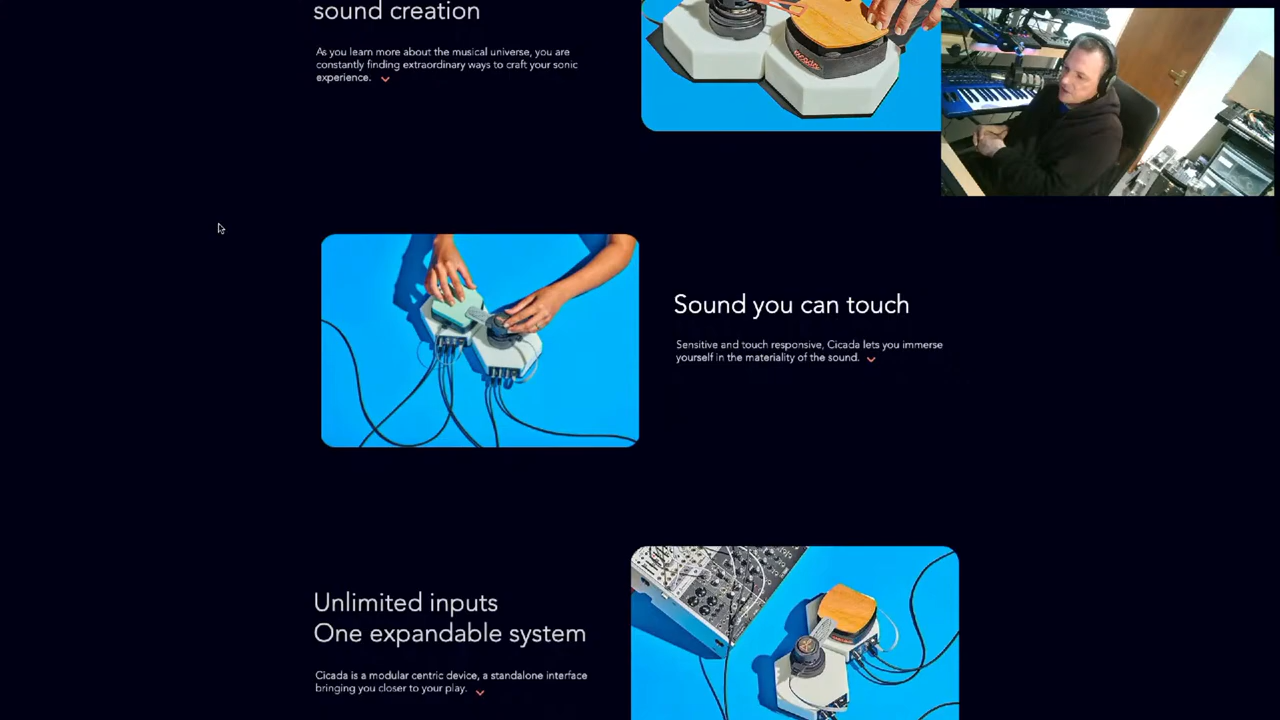 sound creation
As you learn more about the musical universe, you are
constantly finding extraordinary ways to craft your sonic
experience.
Sound you can touch
Sensitive and touch responsive, Cicada lets you immerse
yourself in the materiality of the sound.
Unlimited inputs
One expandable system
Cicada is a modular centric device, a standalone interface
bringing you closer to your play.